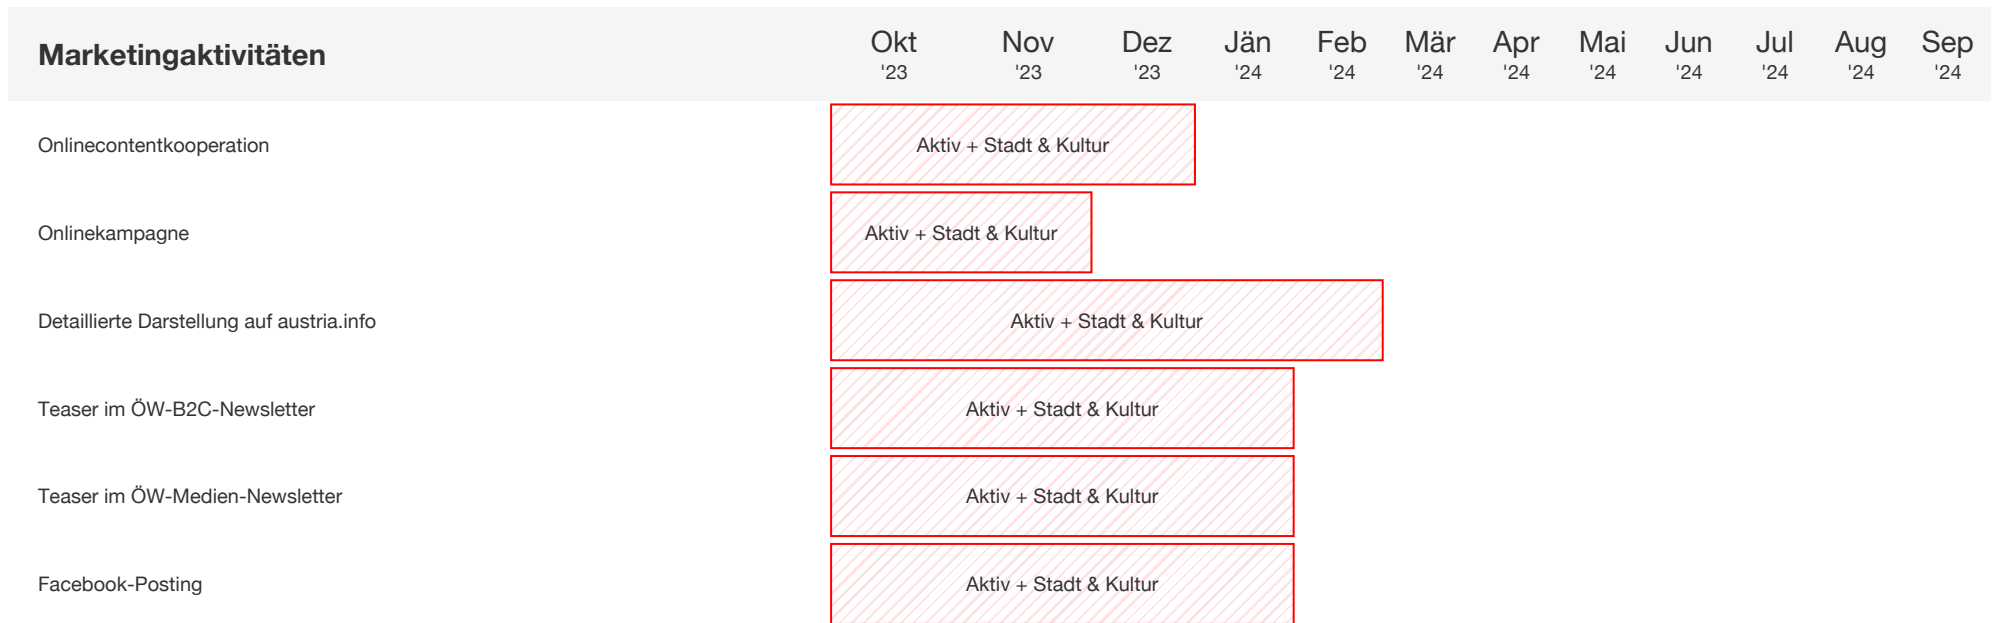 Marketingaktivitäten Okt Nov Dez Jän Feb Mär Apr Mai Jun Jul Aug Sep
'23 '23 '23 '24 '24 '24 '24 '24 '24 '24 '24 '24
Onlinecontentkooperation Aktiv + Stadt & Kultur
Onlinekampagne Aktiv + Stadt & Kultur
Detaillierte Darstellung auf austria.info Aktiv + Stadt & Kultur
Teaser im ÖW-B2C-Newsletter Aktiv + Stadt & Kultur
Teaser im ÖW-Medien-Newsletter Aktiv + Stadt & Kultur
Facebook-Posting Aktiv + Stadt & Kultur